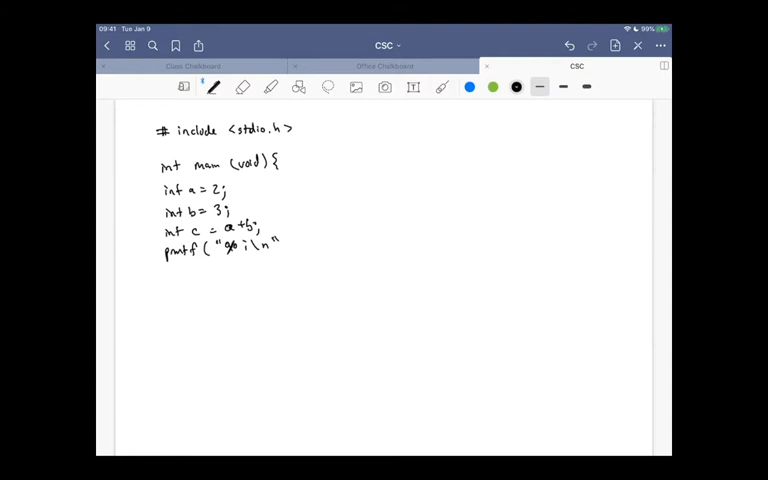 09:41 Tue Jan 9
99%
CSC
Class Chalkboard
Office Chalkboard
CSC
# include <stdio.h>
int main (void) {
int a = 2;
int b = 3;
int c = a+b;
printf ( "%i\n"